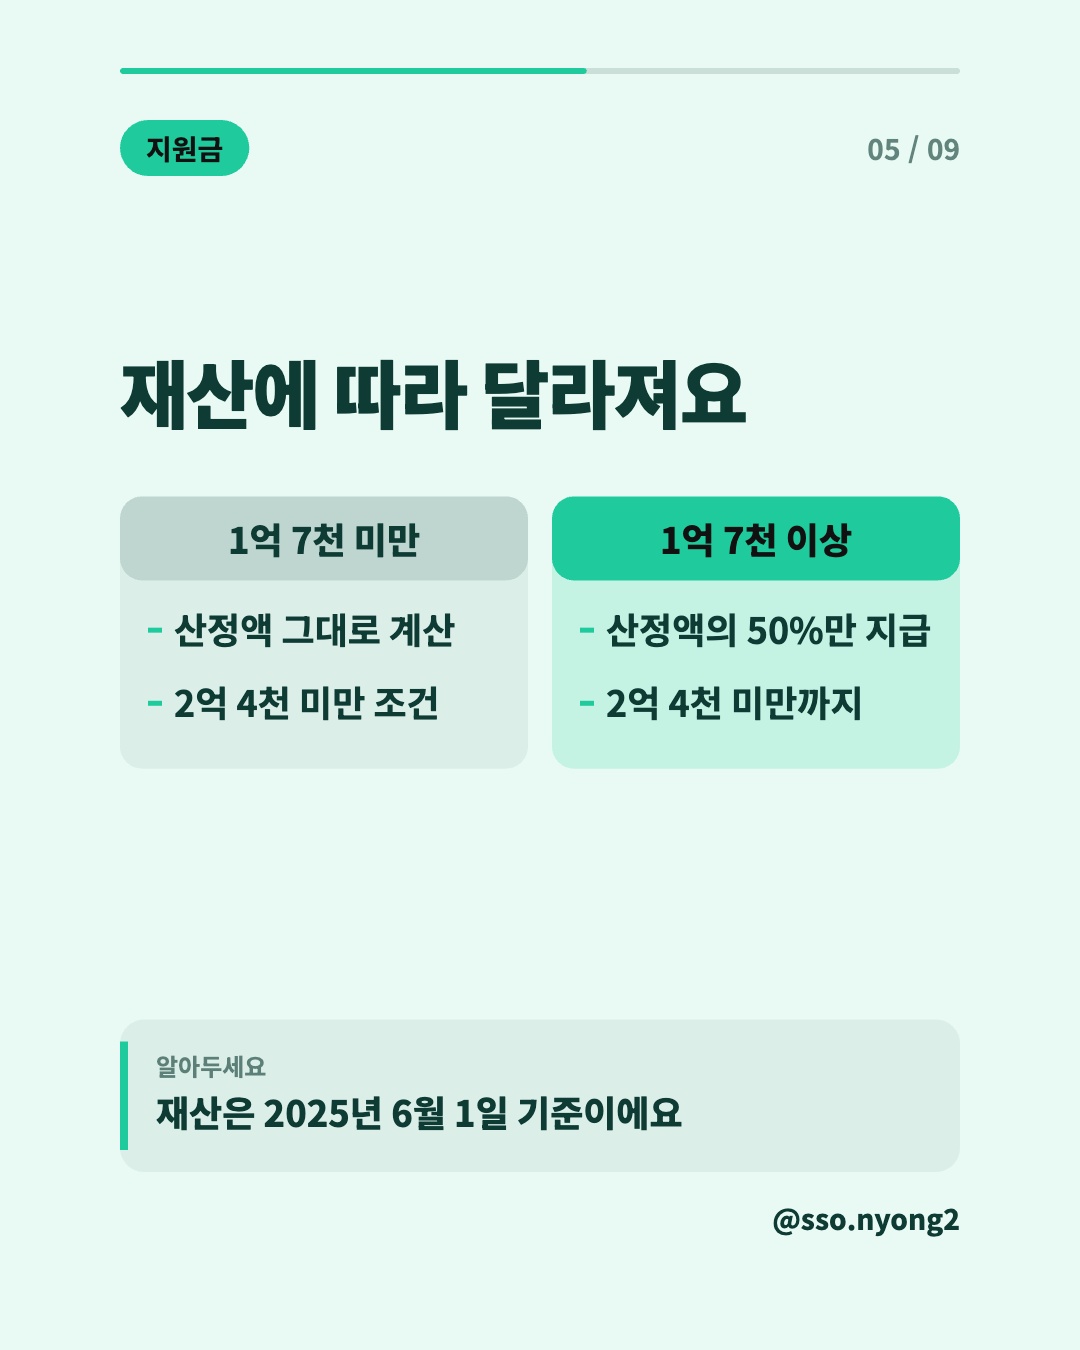 지원금
05 / 09
재산에 따라 달라져요
1억 7천 미만
- 산정액 그대로 계산
- 2억 4천 미만 조건
1억 7천 이상
- 산정액의 50%만 지급
- 2억 4천 미만까지
알아두세요
재산은 2025년 6월 1일 기준이에요
@sso.nyong2